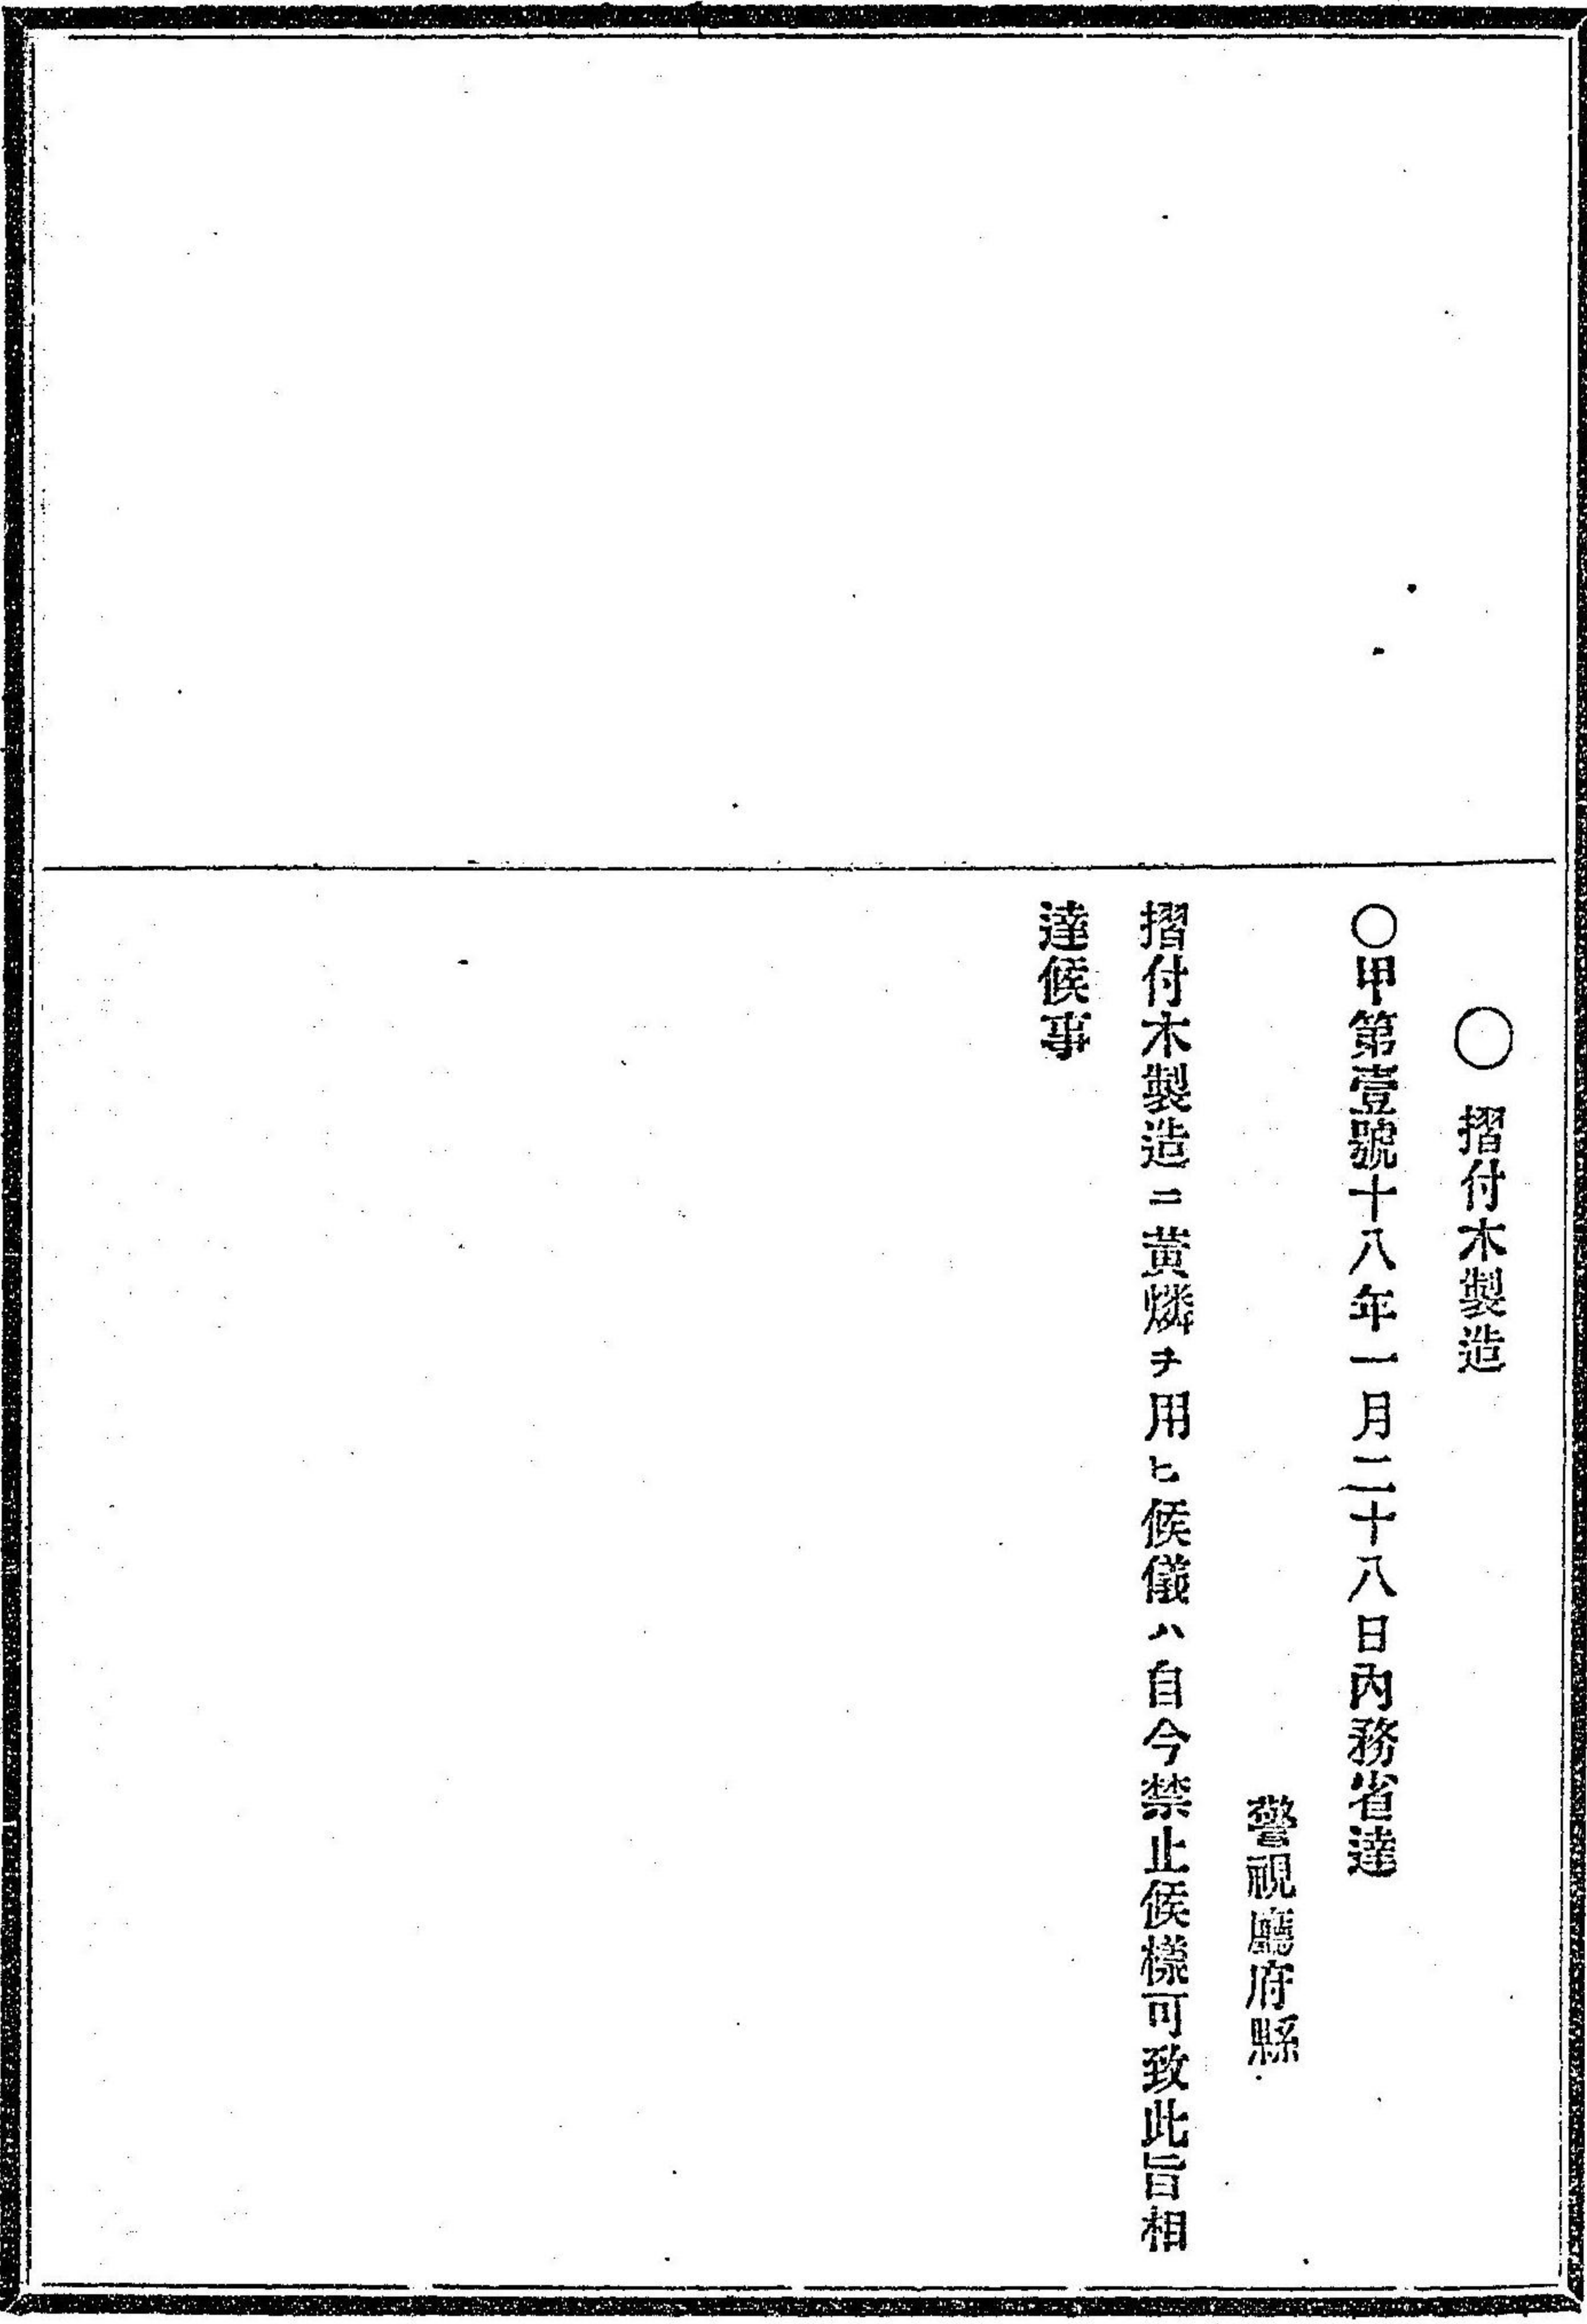 ○ 摺付木製造
○甲第壹號十八年一月二十八日內務省達
警視廳府縣
摺付木製造ニ黃燐ヲ用ヒ候儀ハ自今禁止候樣可致此旨相
達候事